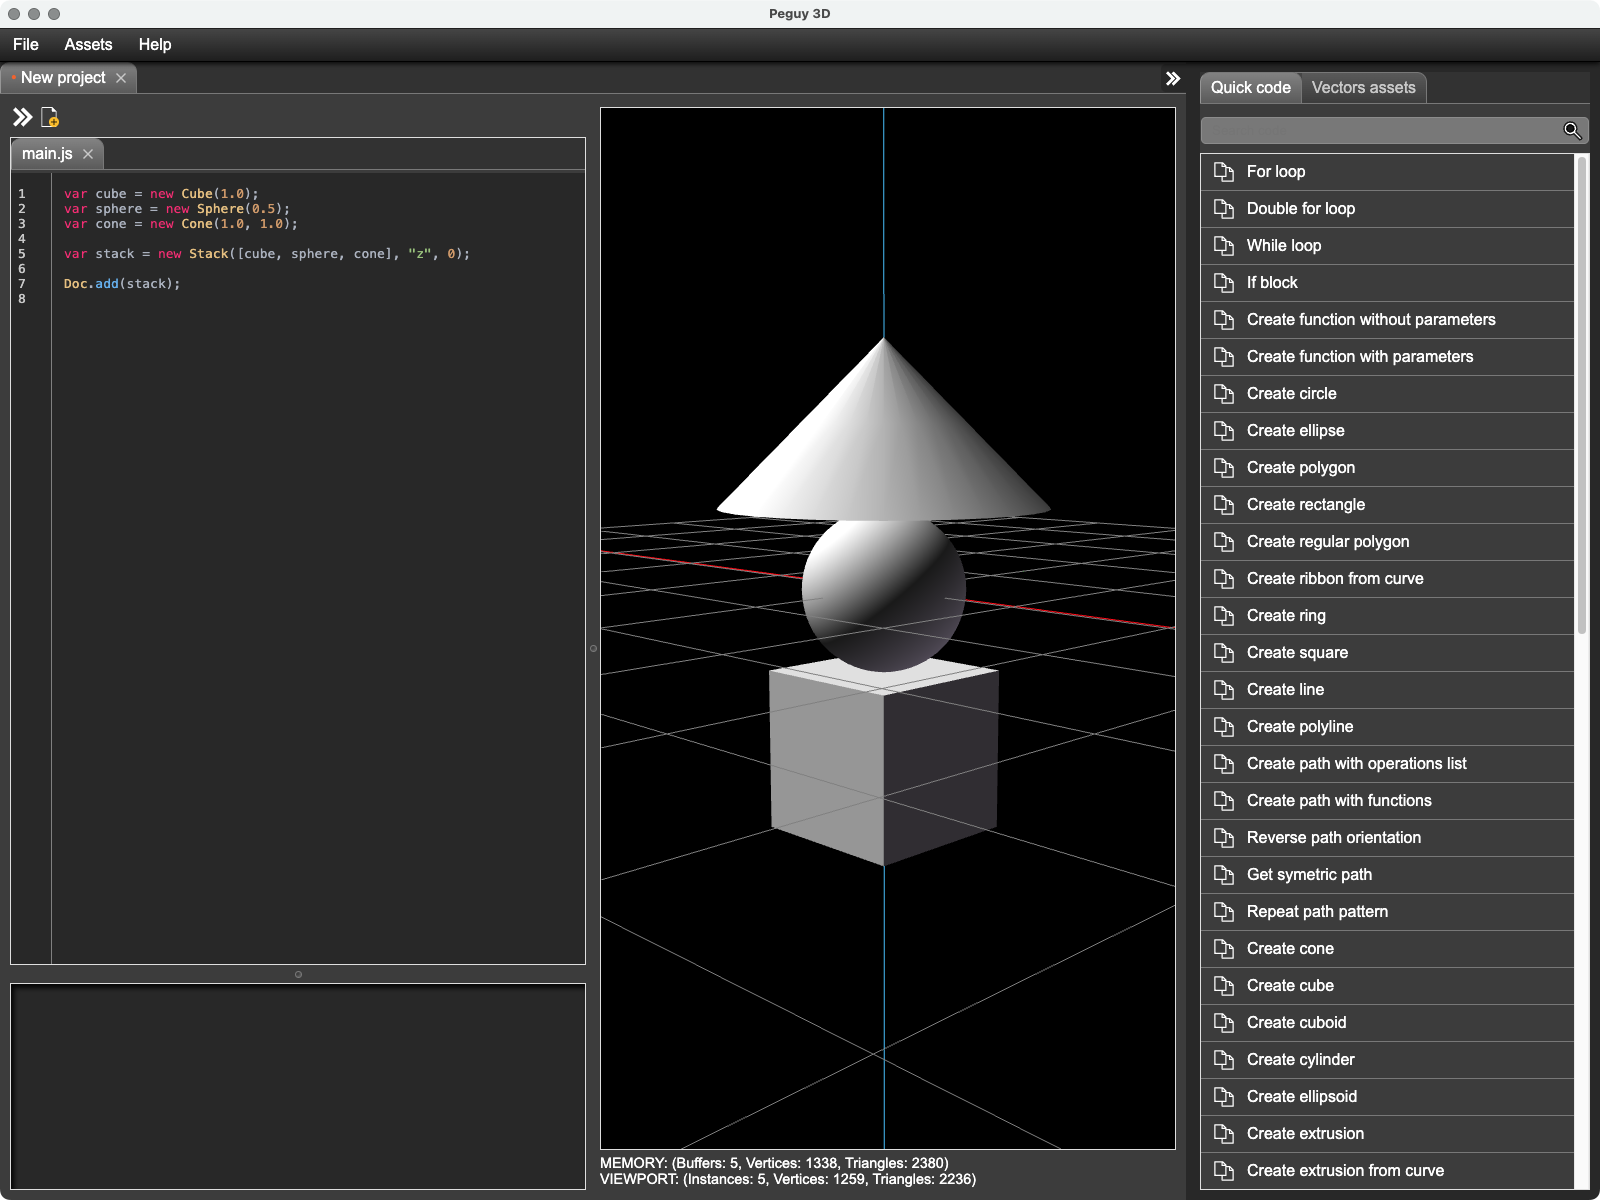 Peguy 3D
File Assets Help
New project
main.js
1 var cube = new Cube(1.0);
2 var sphere = new Sphere(0.5);
3 var cone = new Cone(1.0, 1.0);
4
5 var stack = new Stack([cube, sphere, cone], "z", 0);
6
7 Doc.add(stack);
8
MEMORY: (Buffers: 5, Vertices: 1338, Triangles: 2380)
VIEWPORT: (Instances: 5, Vertices: 1259, Triangles: 2236)
Quick code Vectors assets
For loop
Double for loop
While loop
If block
Create function without parameters
Create function with parameters
Create circle
Create ellipse
Create polygon
Create rectangle
Create regular polygon
Create ribbon from curve
Create ring
Create square
Create line
Create polyline
Create path with operations list
Create path with functions
Reverse path orientation
Get symetric path
Repeat path pattern
Create cone
Create cube
Create cuboid
Create cylinder
Create ellipsoid
Create extrusion
Create extrusion from curve